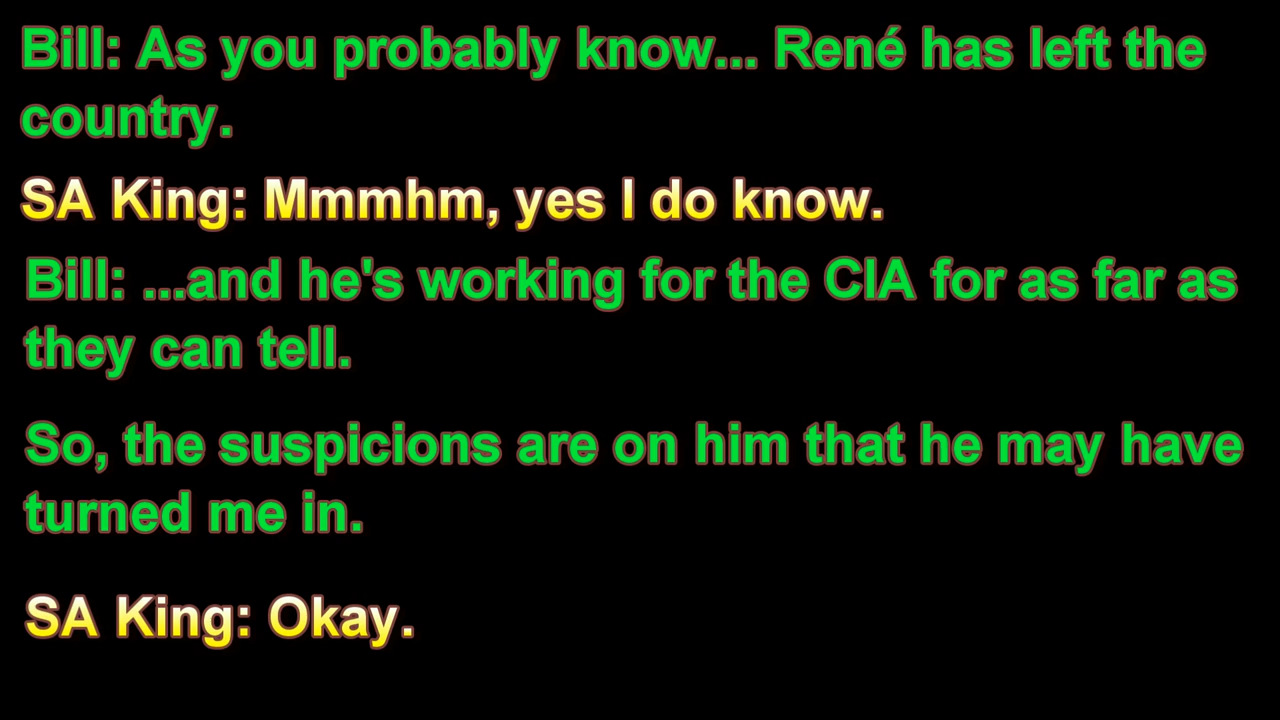 Bill: As you probably know... René has left the
country.
SA King: Mmmhm, yes I do know.
Bill: ...and he's working for the CIA for as far as
they can tell.
So, the suspicions are on him that he may have
turned me in.
SA King: Okay.